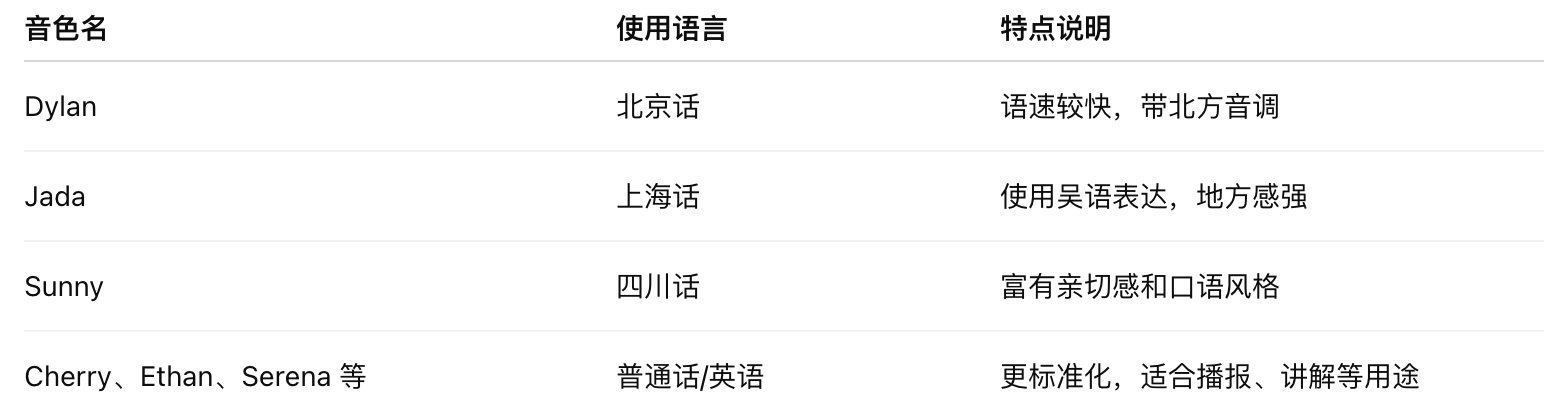 音色名 使用语言 特点说明
Dylan 北京话 语速较快，带北方音调
Jada 上海话 使用吴语表达，地方感强
Sunny 四川话 富有亲切感和口语风格
Cherry、Ethan、Serena 等 普通话/英语 更标准化，适合播报、讲解等用途